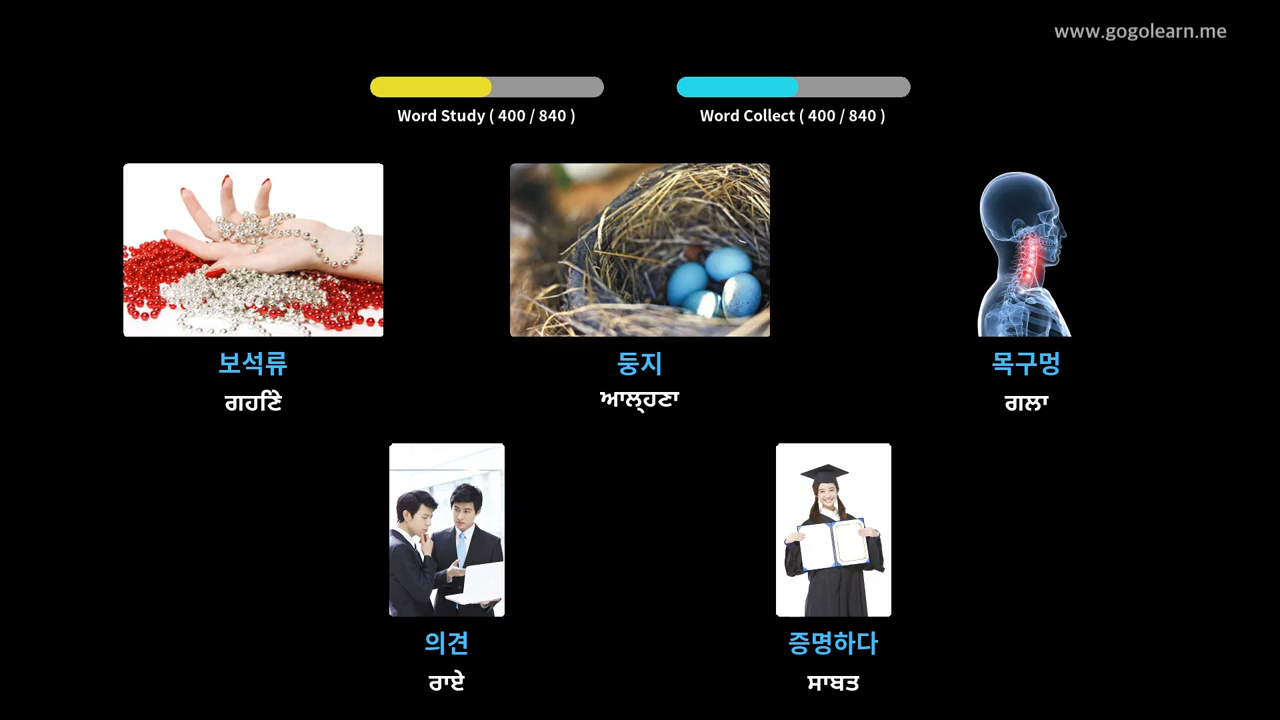 www.gogolearn.me
Word Study ( 400 / 840 )
Word Collect ( 400 / 840 )
보석류
둥지
목구멍
ਗਹਣੇ
ਆਲ੍ਹਣਾ
ਗਲਾ
의견
증명하다
ਰਾਏ
ਸਾਬਤ